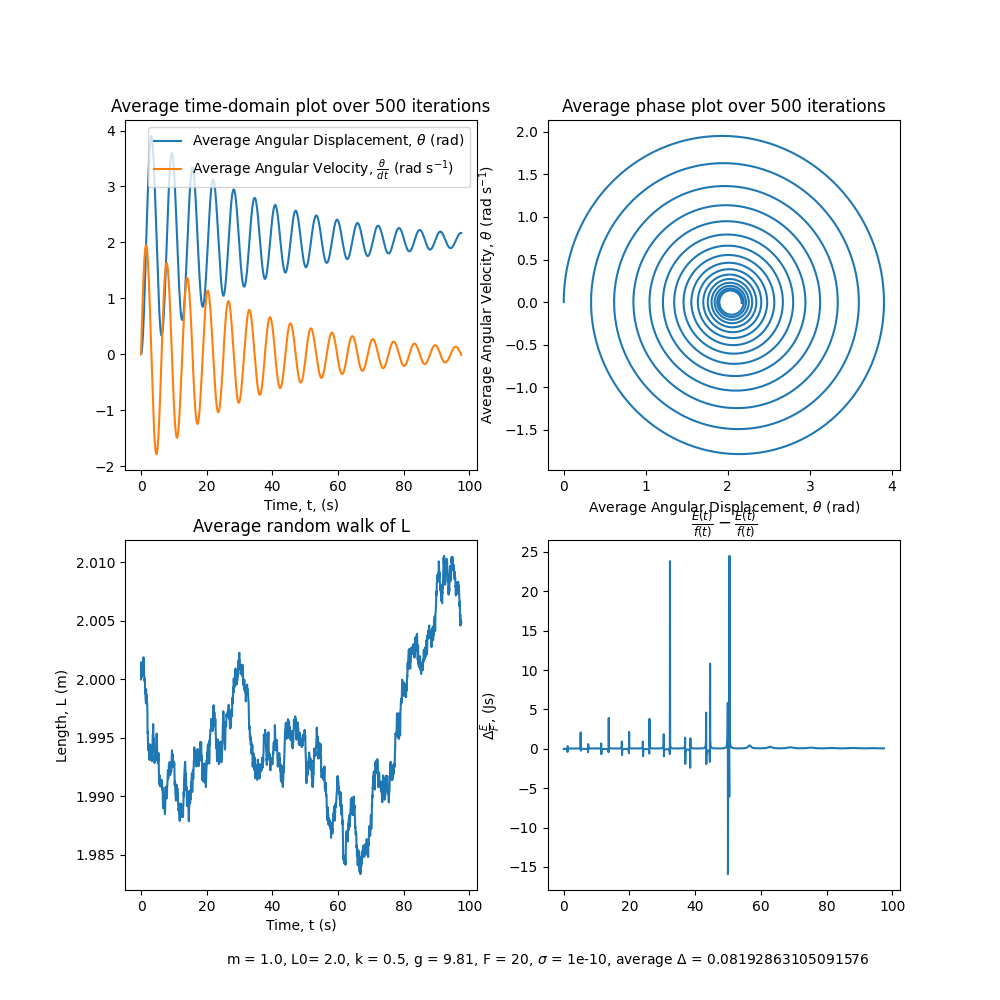 Average time-domain plot over 500 iterations
Average Angular Displacement, θ (rad)
Average Angular Velocity, θ/dt (rad s⁻¹)
4
3
2
1
0
−1
−2
0 20 40 60 80 100
Time, t, (s)
Average phase plot over 500 iterations
Average Angular Velocity, θ (rad s⁻¹)
2.0
1.5
1.0
0.5
0.0
−0.5
−1.0
−1.5
0 1 2 3 4
Average Angular Displacement, θ (rad)
Average random walk of L
Length, L (m)
2.010
2.005
2.000
1.995
1.990
1.985
0 20 40 60 80 100
Time, t (s)
E(t)/f(t) − E(t)/f(t)
Δ E/F, (Js)
25
20
15
10
5
0
−5
−10
−15
0 20 40 60 80 100
m = 1.0, L0= 2.0, k = 0.5, g = 9.81, F = 20, σ = 1e-10, average Δ = 0.08192863105091576